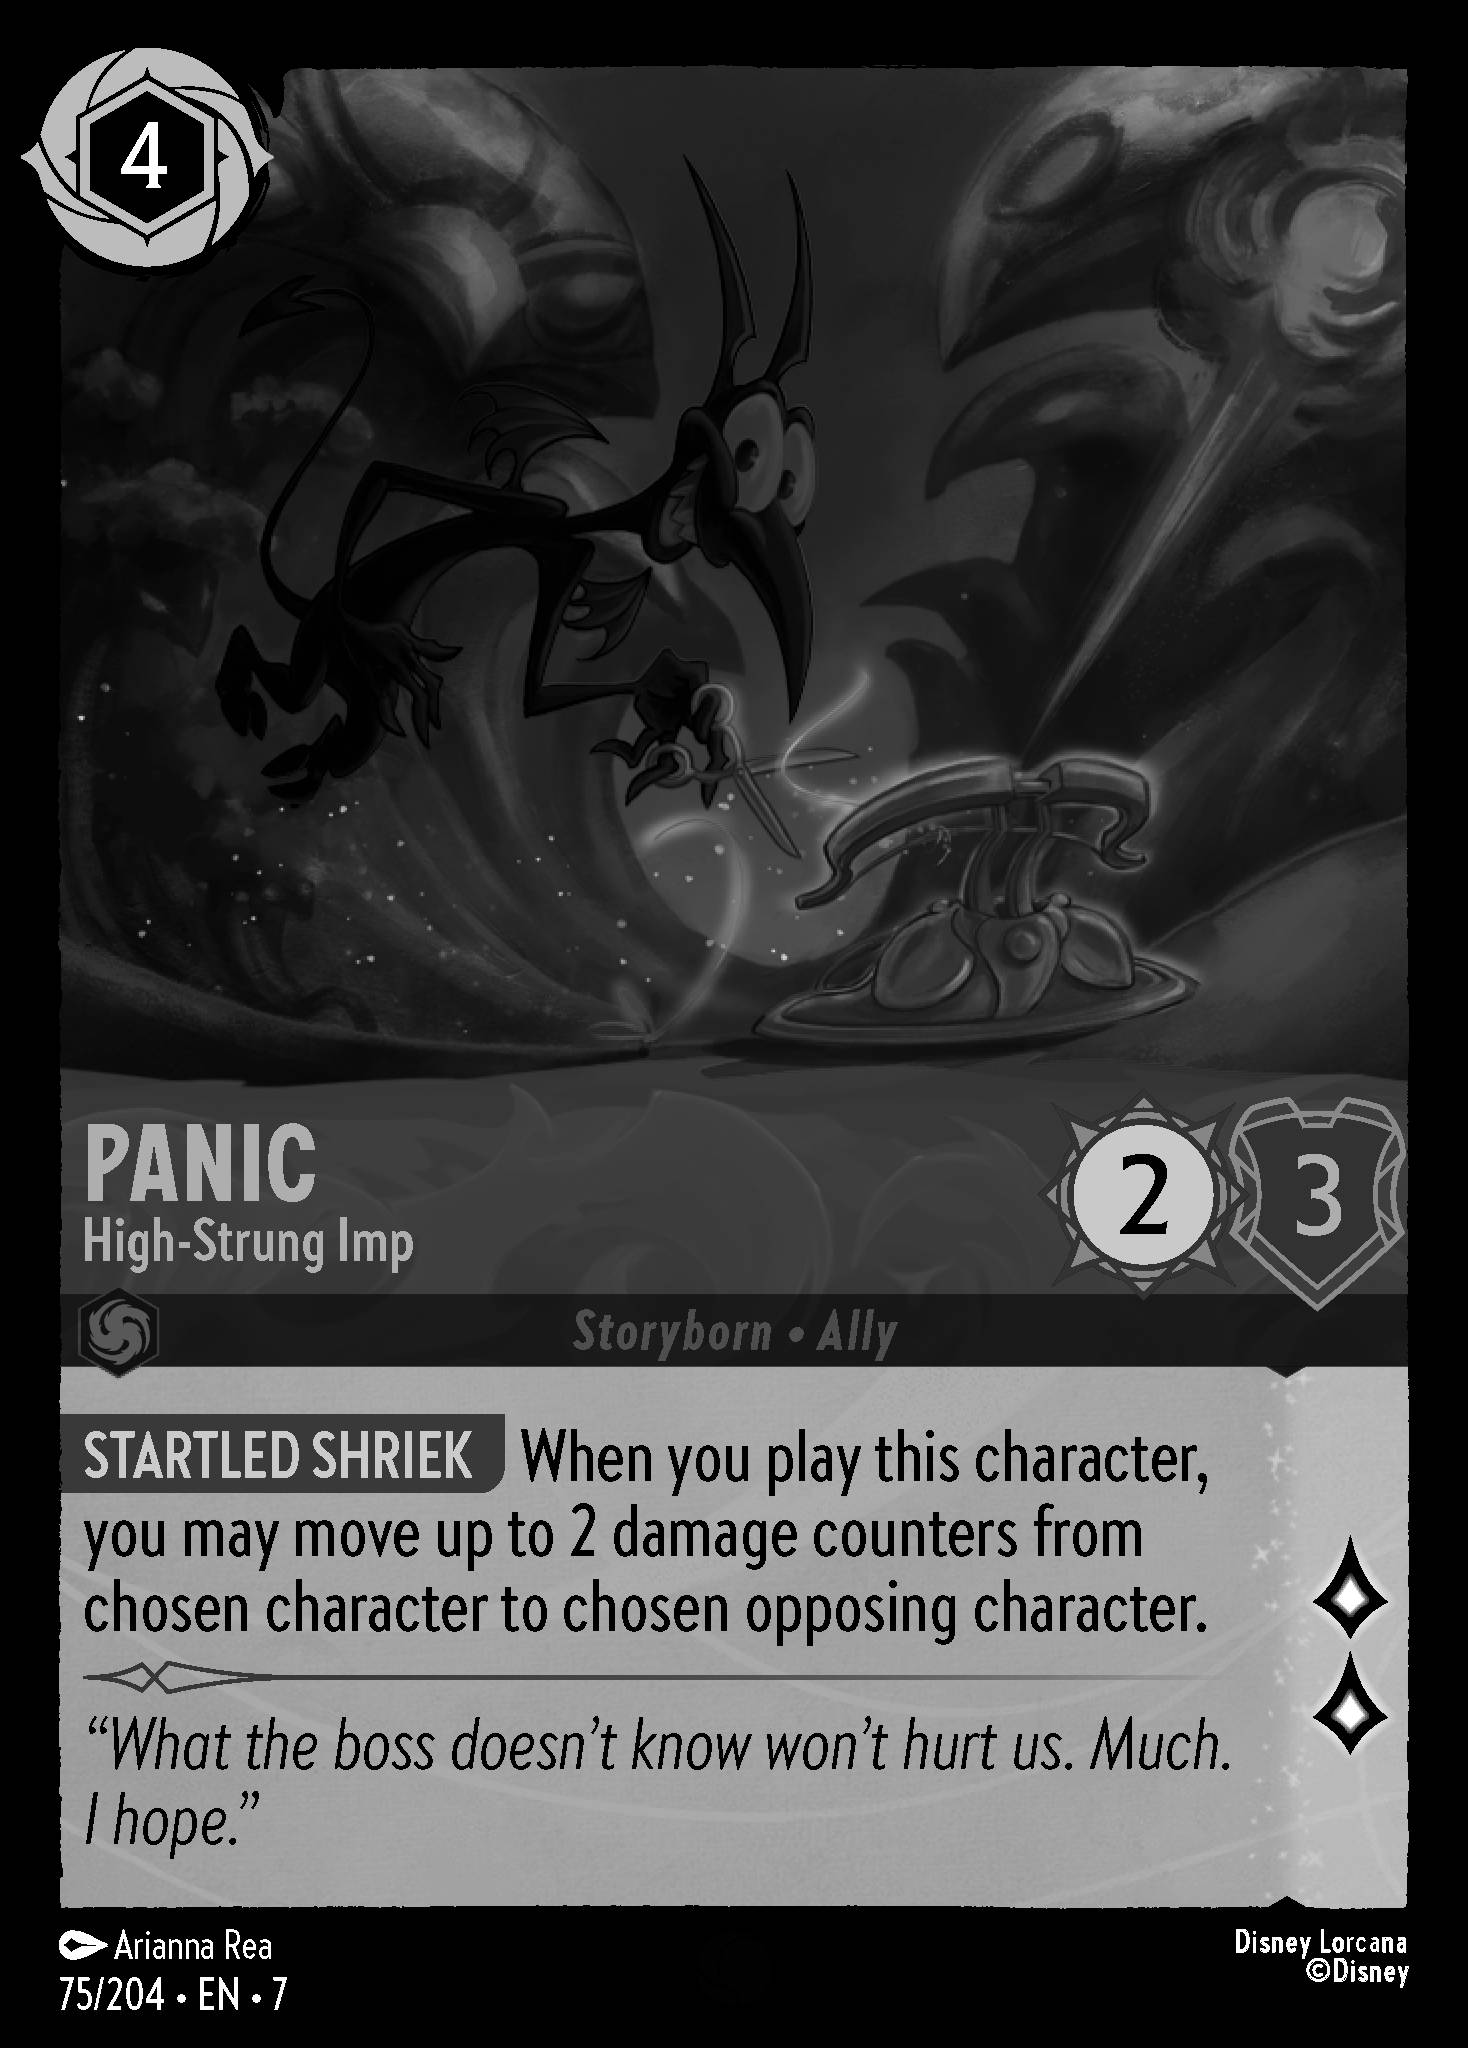 4
PANIC
High-Strung Imp
2
3
Storyborn • Ally
STARTLED SHRIEK When you play this character,
you may move up to 2 damage counters from
chosen character to chosen opposing character.
“What the boss doesn’t know won’t hurt us. Much.
I hope.”
Arianna Rea
75/204 • EN • 7
Disney Lorcana
©Disney